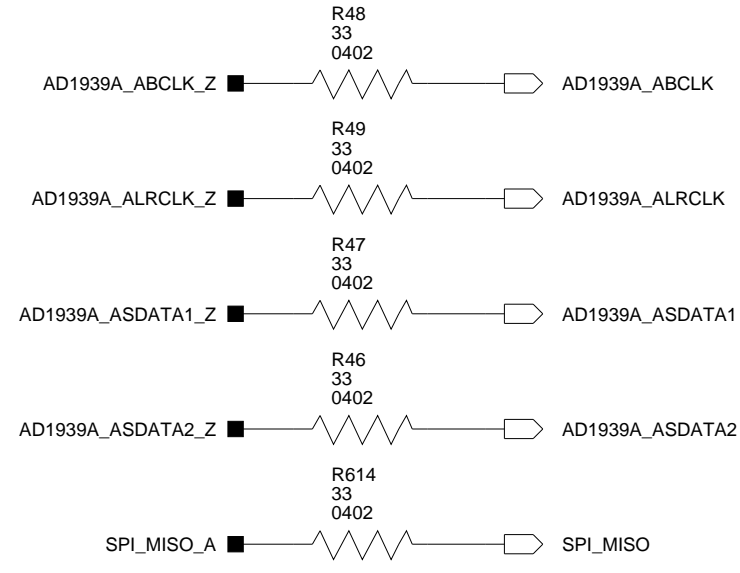 R48
33
0402
AD1939A_ABCLK_Z AD1939A_ABCLK
R49
33
0402
AD1939A_ALRCLK_Z AD1939A_ALRCLK
R47
33
0402
AD1939A_ASDATA1_Z AD1939A_ASDATA1
R46
33
0402
AD1939A_ASDATA2_Z AD1939A_ASDATA2
R614
33
0402
SPI_MISO_A SPI_MISO